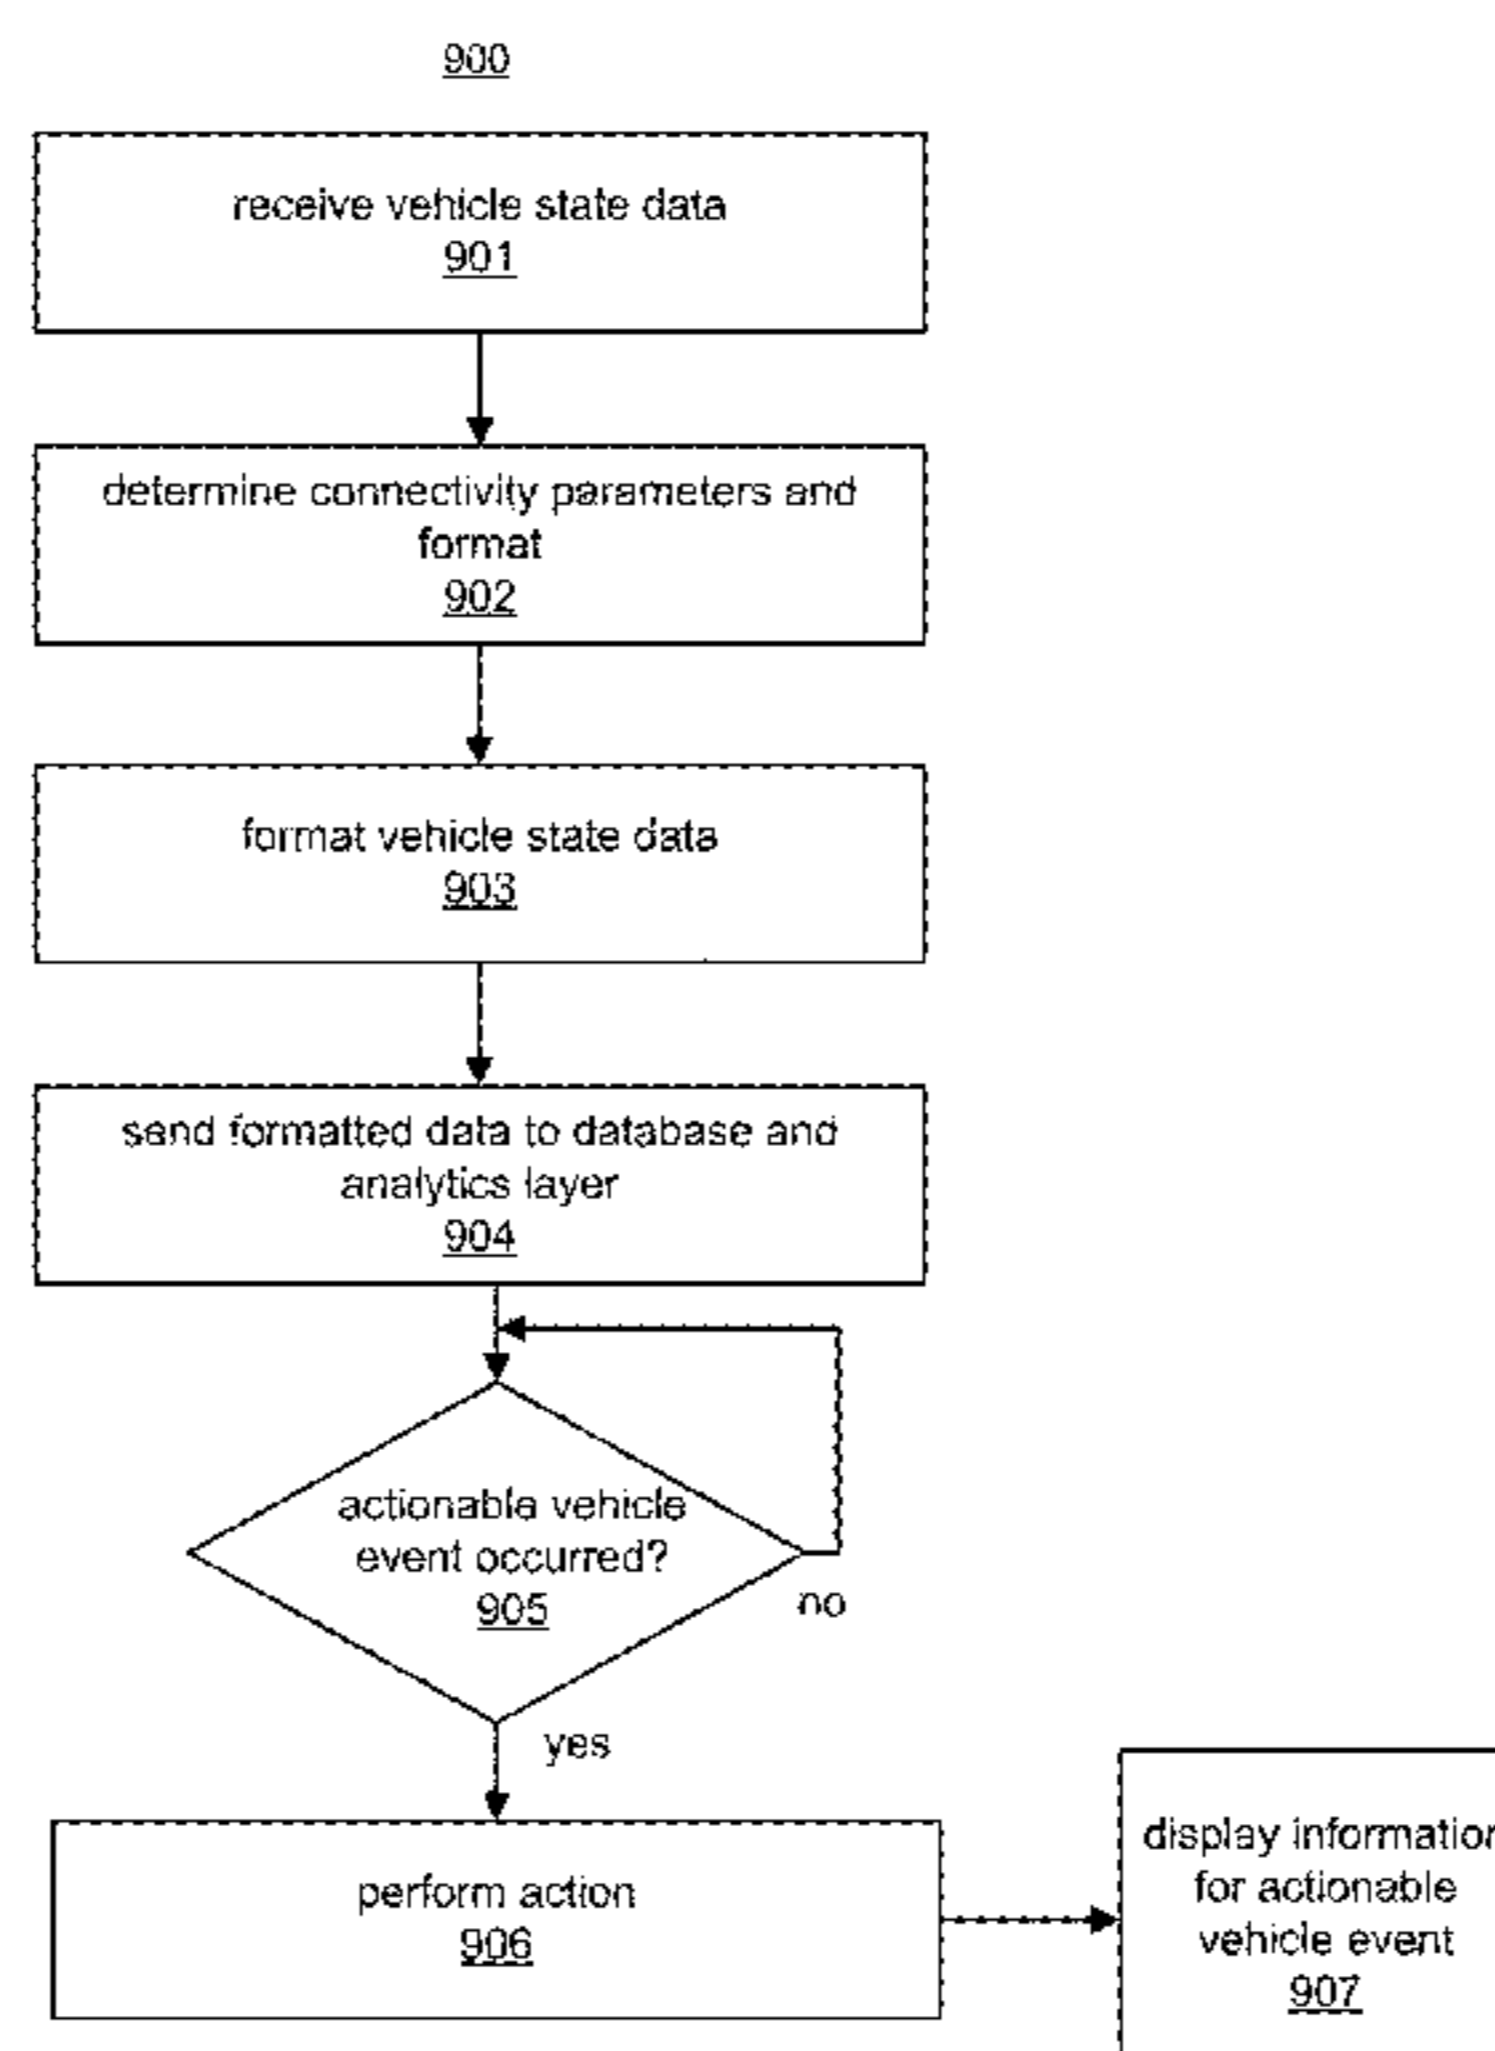 900
receive vehicle state data
901
determine connectivity parameters and
format
902
format vehicle state data
903
send formatted data to database and
analytics layer
904
actionable vehicle
event occurred?
905
no
yes
perform action
906
display information
for actionable
vehicle event
907